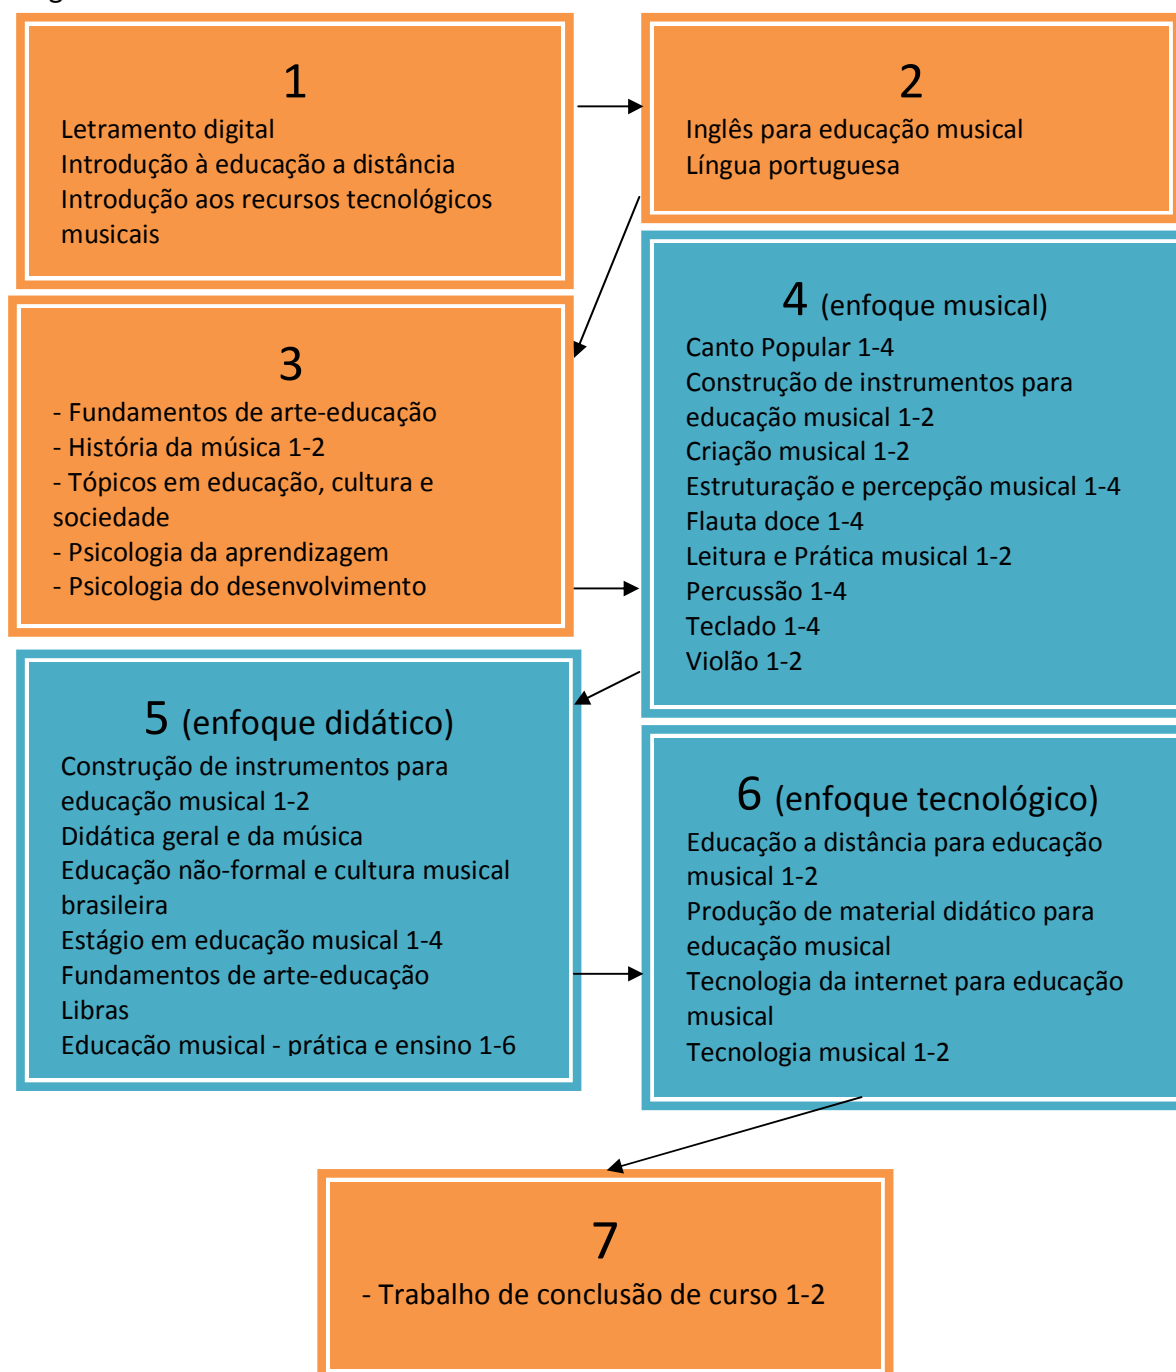 1
Letramento digital
Introdução à educação a distância
Introdução aos recursos tecnológicos
musicais
2
Inglês para educação musical
Língua portuguesa
3
- Fundamentos de arte-educação
- História da música 1-2
- Tópicos em educação, cultura e
sociedade
- Psicologia da aprendizagem
- Psicologia do desenvolvimento
4 (enfoque musical)
Canto Popular 1-4
Construção de instrumentos para
educação musical 1-2
Criação musical 1-2
Estruturação e percepção musical 1-4
Flauta doce 1-4
Leitura e Prática musical 1-2
Percussão 1-4
Teclado 1-4
Violão 1-2
5 (enfoque didático)
Construção de instrumentos para
educação musical 1-2
Didática geral e da música
Educação não-formal e cultura musical
brasileira
Estágio em educação musical 1-4
Fundamentos de arte-educação
Libras
Educação musical - prática e ensino 1-6
6 (enfoque tecnológico)
Educação a distância para educação
musical 1-2
Produção de material didático para
educação musical
Tecnologia da internet para educação
musical
Tecnologia musical 1-2
7
- Trabalho de conclusão de curso 1-2